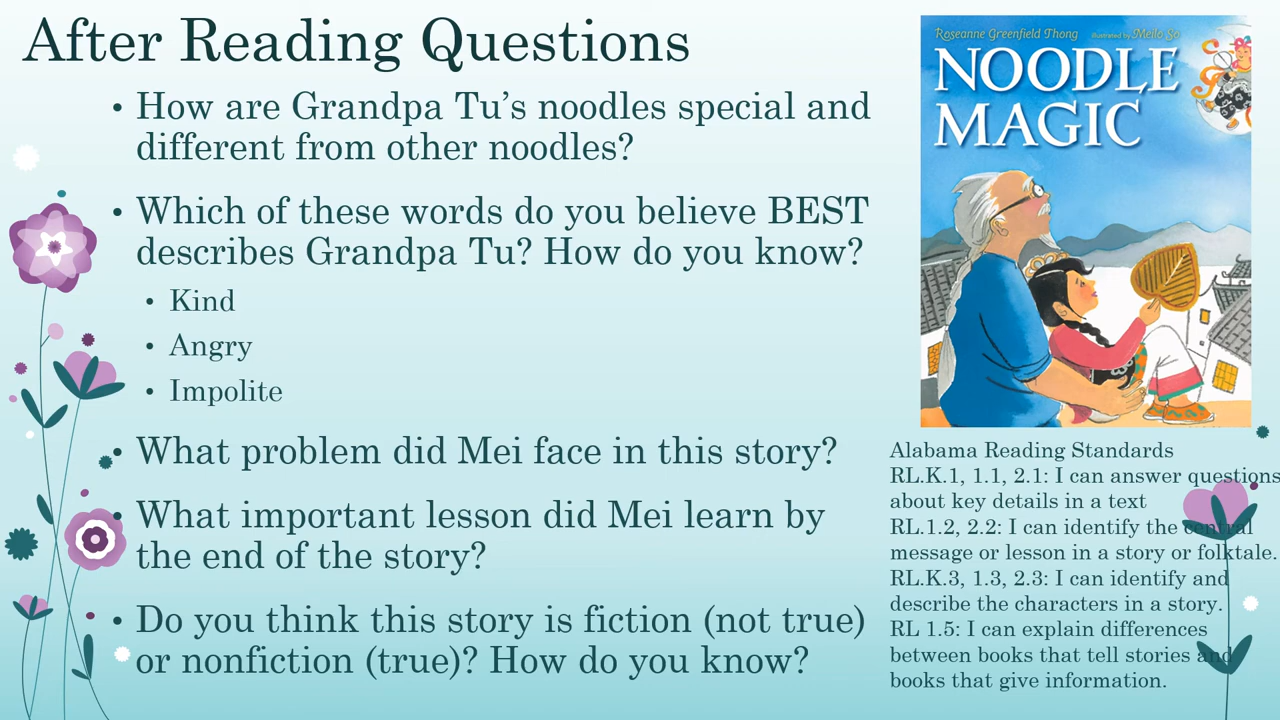 After Reading Questions
• How are Grandpa Tu's noodles special and
different from other noodles?
• Which of these words do you believe BEST
describes Grandpa Tu? How do you know?
• Kind
• Angry
• Impolite
• What problem did Mei face in this story?
• What important lesson did Mei learn by
the end of the story?
• Do you think this story is fiction (not true)
or nonfiction (true)? How do you know?
Roseanne Greenfield Thong illustrated by Meilo So
NOODLE
MAGIC
Alabama Reading Standards
RL.K.1, 1.1, 2.1: I can answer questions
about key details in a text
RL.1.2, 2.2: I can identify the central
message or lesson in a story or folktale.
RL.K.3, 1.3, 2.3: I can identify and
describe the characters in a story.
RL 1.5: I can explain differences
between books that tell stories and
books that give information.